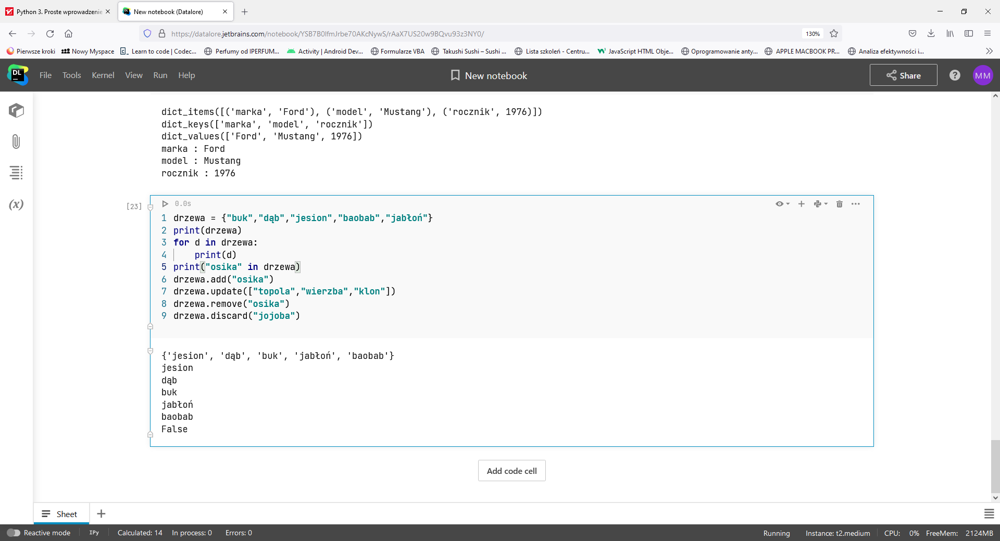 Python 3. Proste wprowadzenie
New notebook (Datalore)
https://datalore.jetbrains.com/notebook/YSB7B0lfmJrbe70AKcNywS/rAaX7US20w9BQvu93z3NY0/
130%
Pierwsze kroki
Nowy Myspace
Learn to code | Codec...
Perfumy od IPERFUM...
Activity | Android Dev...
Formularze VBA
Takushi Sushi – Sushi ...
Lista szkoleń - Centru...
JavaScript HTML Obje...
Oprogramowanie anty...
APPLE MACBOOK PR...
Analiza efektywności i...
DL
File Tools Kernel View Run Help
New notebook
Share
MM
dict_items([('marka', 'Ford'), ('model', 'Mustang'), ('rocznik', 1976)])
dict_keys(['marka', 'model', 'rocznik'])
dict_values(['Ford', 'Mustang', 1976])
marka : Ford
model : Mustang
rocznik : 1976
(x)
[23]
0.0s
1 drzewa = {"buk","dąb","jesion","baobab","jabłoń"}
2 print(drzewa)
3 for d in drzewa:
4     print(d)
5 print("osika" in drzewa)
6 drzewa.add("osika")
7 drzewa.update(["topola","wierzba","klon"])
8 drzewa.remove("osika")
9 drzewa.discard("jojoba")
{'jesion', 'dąb', 'buk', 'jabłoń', 'baobab'}
jesion
dąb
buk
jabłoń
baobab
False
Add code cell
Sheet
Reactive mode IPy Calculated: 14 In process: 0 Errors: 0 Running Instance: t2.medium CPU: 0% FreeMem: 2124MB